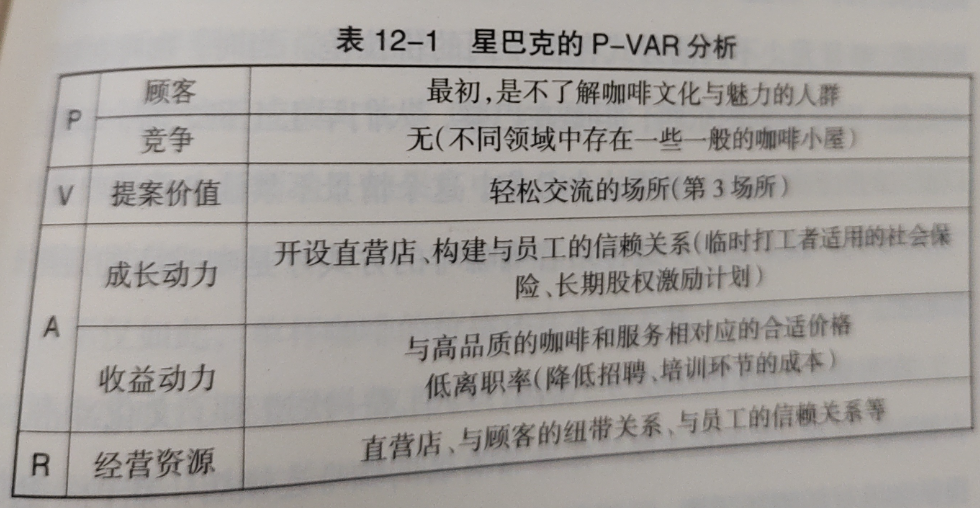 表 12-1 星巴克的 P-VAR 分析
P
顾客
最初,是不了解咖啡文化与魅力的人群
竞争
无(不同领域中存在一些一般的咖啡小屋)
V
提案价值
轻松交流的场所(第 3 场所)
A
成长动力
开设直营店、构建与员工的信赖关系(临时打工者适用的社会保
险、长期股权激励计划)
收益动力
与高品质的咖啡和服务相对应的合适价格
低离职率(降低招聘、培训环节的成本)
R
经营资源
直营店、与顾客的纽带关系、与员工的信赖关系等